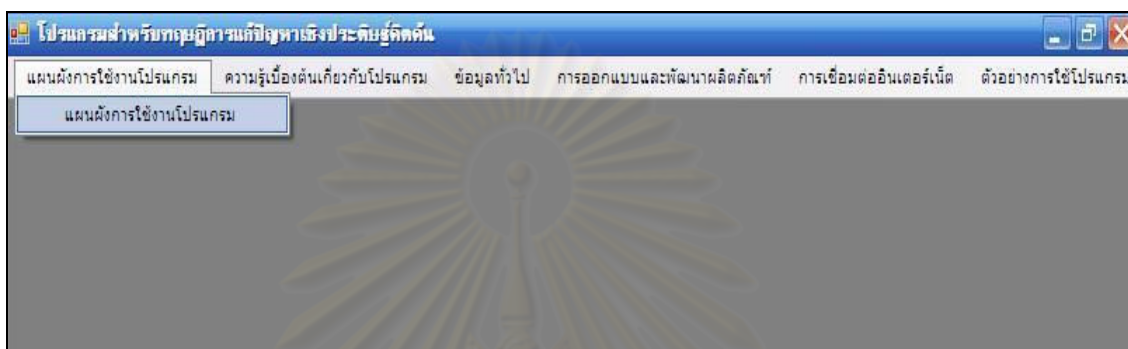 โปรแกรมสำหรับทฤษฎีการแก้ปัญหาเชิงประดิษฐ์คิดค้น
แผนผังการใช้งานโปรแกรม ความรู้เบื้องต้นเกี่ยวกับโปรแกรม ข้อมูลทั่วไป การออกแบบและพัฒนาผลิตภัณฑ์ การเชื่อมต่ออินเตอร์เน็ต ตัวอย่างการใช้โปรแกรม
แผนผังการใช้งานโปรแกรม